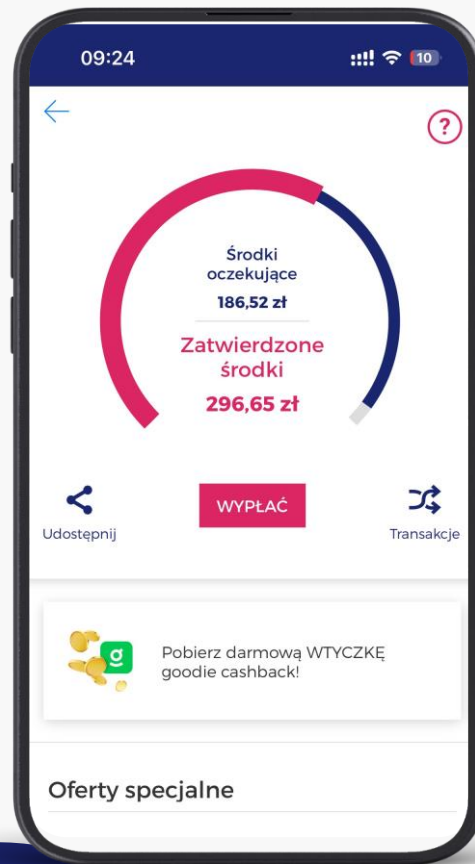 09:24
10
?
Środki
oczekujące
186,52 zł
Zatwierdzone
środki
296,65 zł
Udostępnij
WYPŁAĆ
Transakcje
g
Pobierz darmową WTYCZKĘ
goodie cashback!
Oferty specjalne